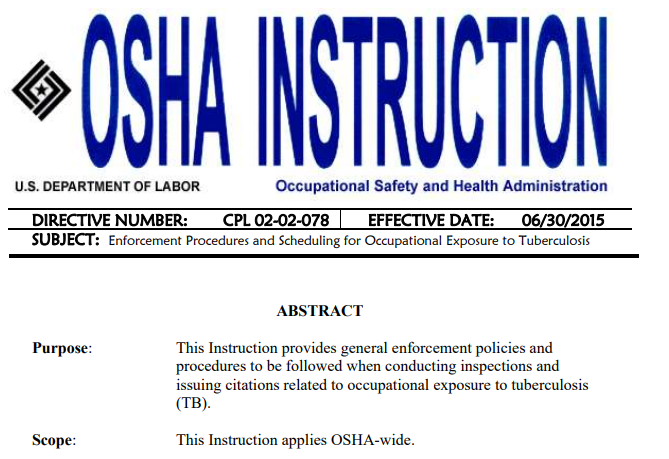 OSHA INSTRUCTION
U.S. DEPARTMENT OF LABOR Occupational Safety and Health Administration
DIRECTIVE NUMBER: CPL 02-02-078 EFFECTIVE DATE: 06/30/2015
SUBJECT: Enforcement Procedures and Scheduling for Occupational Exposure to Tuberculosis
ABSTRACT
Purpose: This Instruction provides general enforcement policies and
procedures to be followed when conducting inspections and
issuing citations related to occupational exposure to tuberculosis
(TB).
Scope: This Instruction applies OSHA-wide.